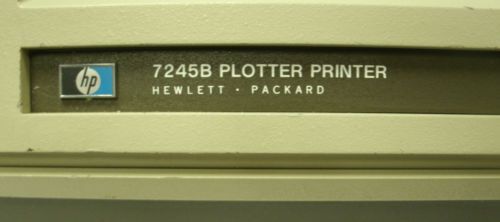 hp
7245B PLOTTER PRINTER
HEWLETT · PACKARD